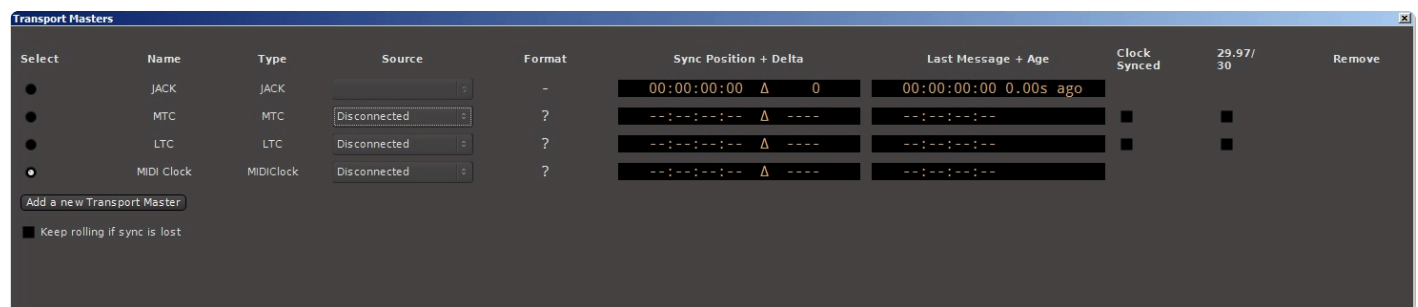 Transport Masters
Select Name Type Source Format Sync Position + Delta Last Message + Age Clock Synced 29.97/ 30 Remove
JACK JACK - 00:00:00:00 Δ 0 00:00:00:00 0.00s ago
MTC MTC Disconnected ? --:--:--:-- Δ ---- --:--:--:--
LTC LTC Disconnected ? --:--:--:-- Δ ---- --:--:--:--
MIDI Clock MIDIClock Disconnected ? --:--:--:-- Δ ---- --:--:--:--
Add a new Transport Master
Keep rolling if sync is lost